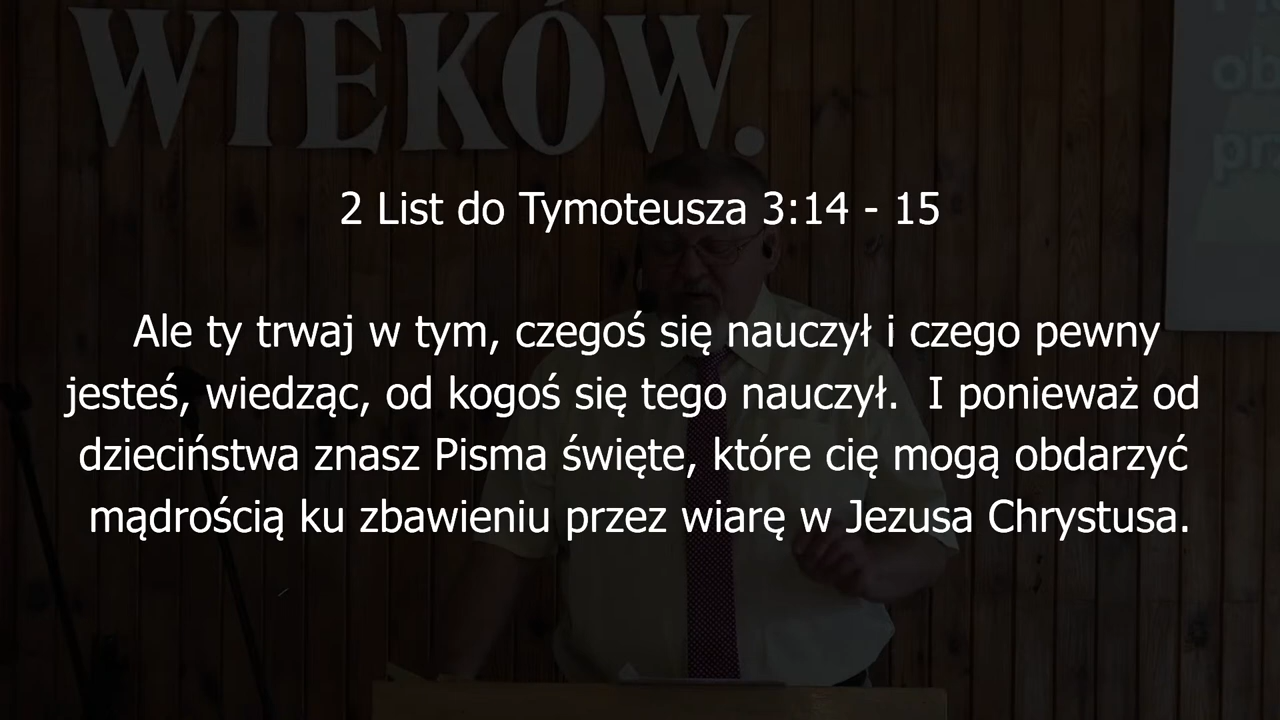 WIEKÓW.
ob
pr
2 List do Tymoteusza 3:14 - 15
Ale ty trwaj w tym, czegoś się nauczył i czego pewny
jesteś, wiedząc, od kogoś się tego nauczył.  I ponieważ od
dzieciństwa znasz Pisma święte, które cię mogą obdarzyć
mądrością ku zbawieniu przez wiarę w Jezusa Chrystusa.